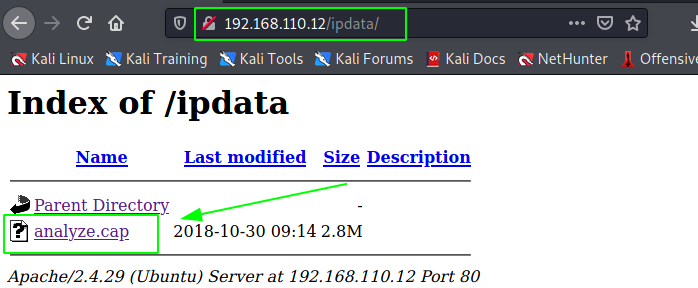 192.168.110.12/ipdata/
Kali Linux Kali Training Kali Tools Kali Forums Kali Docs NetHunter Offensive
Index of /ipdata
Name Last modified Size Description
Parent Directory -
analyze.cap 2018-10-30 09:14 2.8M
Apache/2.4.29 (Ubuntu) Server at 192.168.110.12 Port 80